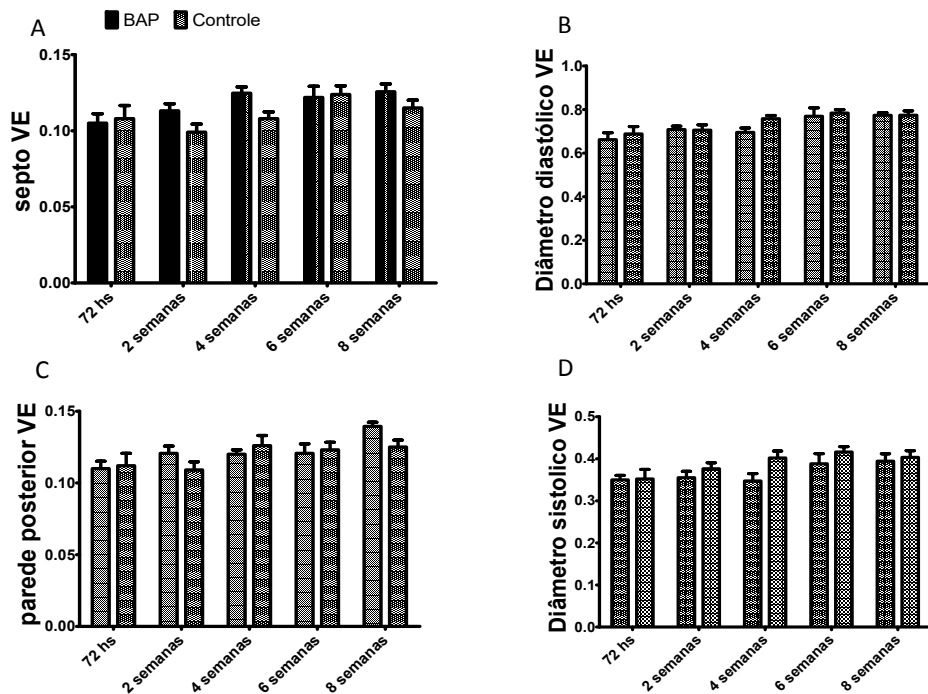 A
BAP Controle
septo VE
0.15
0.10
0.05
0.00
72 hs
2 semanas
4 semanas
6 semanas
8 semanas
B
Diâmetro diastólico VE
1.0
0.8
0.6
0.4
0.2
0.0
72 hs
2 semanas
4 semanas
6 semanas
8 semanas
C
parede posterior VE
0.15
0.10
0.05
0.00
72 hs
2 semanas
4 semanas
6 semanas
8 semanas
D
Diâmetro sistolico VE
0.5
0.4
0.3
0.2
0.1
0.0
72 hs
2 semanas
4 semanas
6 semanas
8 semanas